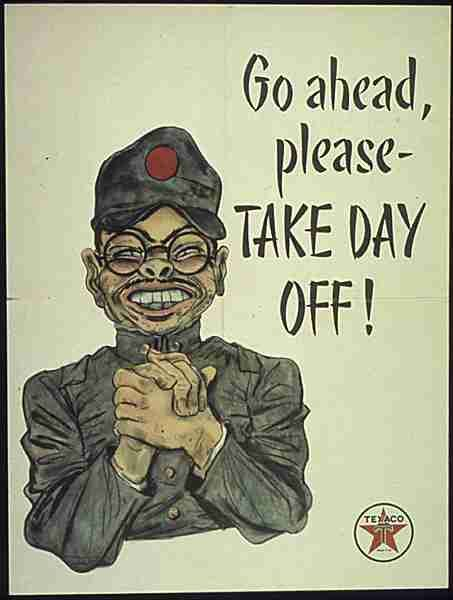 Go ahead,
please-
TAKE DAY
OFF!
TEXACO
T